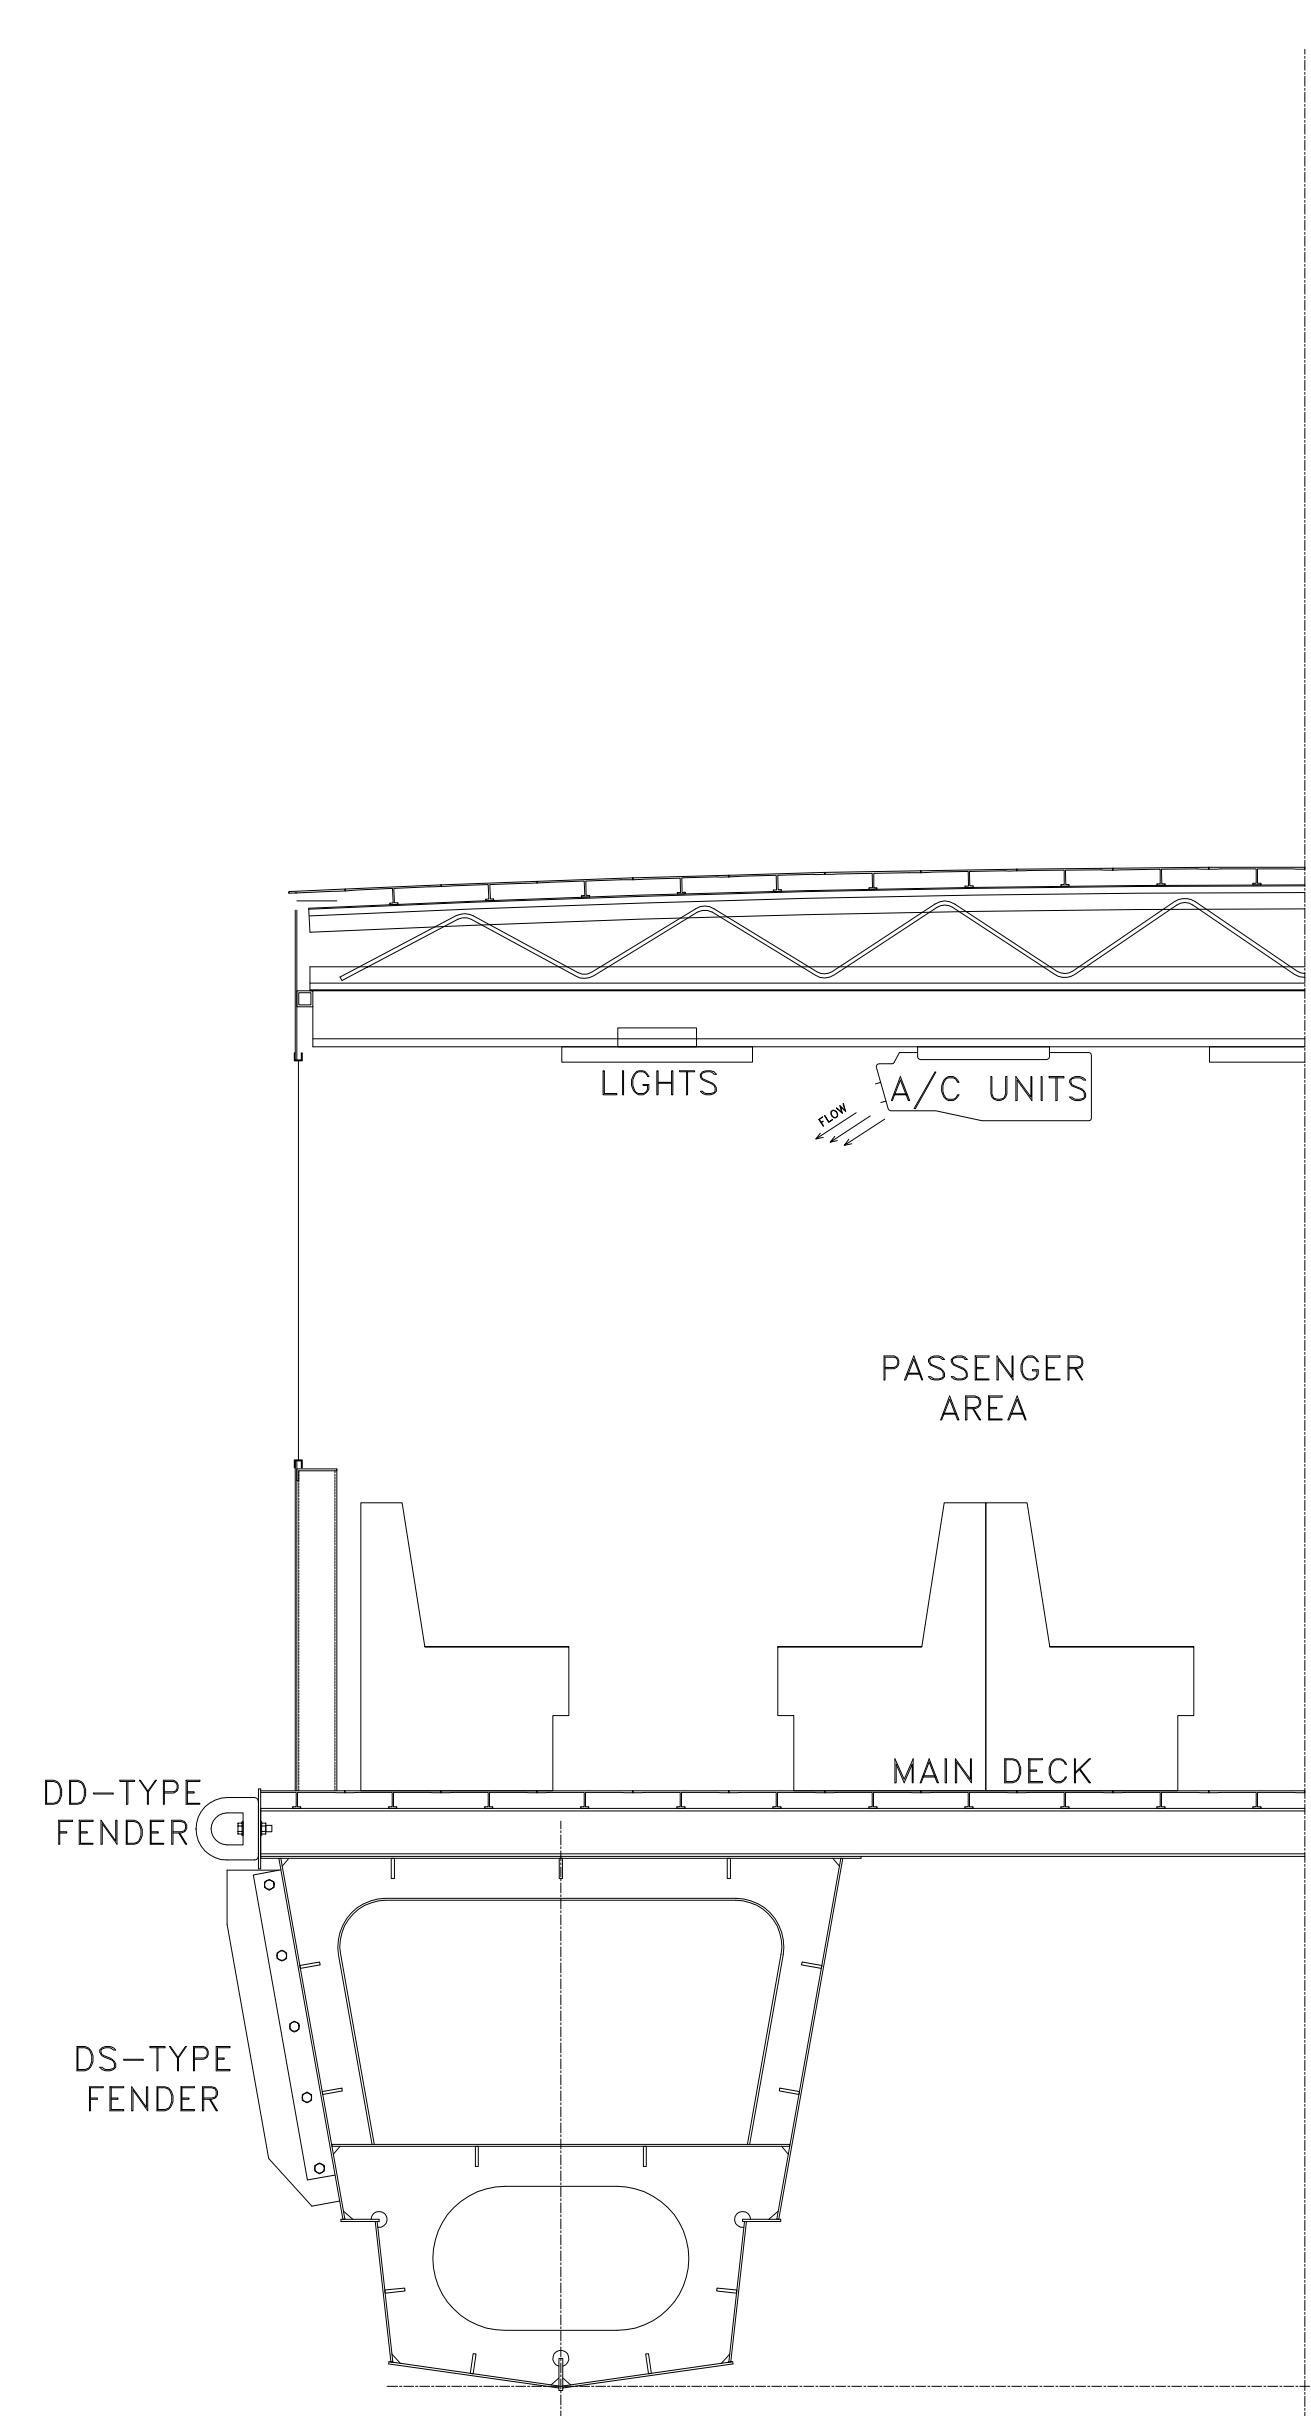 LIGHTS
A/C UNITS
FLOW
PASSENGER
AREA
MAIN DECK
DD-TYPE
FENDER
DS-TYPE
FENDER